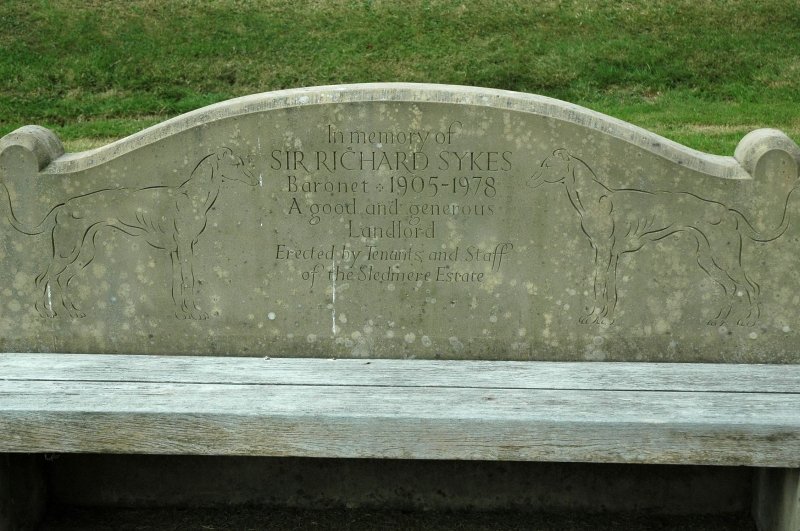 In memory of
SIR RICHARD SYKES
Baronet : 1905-1978
A good and generous
Landlord
Erected by Tenants and Staff
of the Sledmere Estate